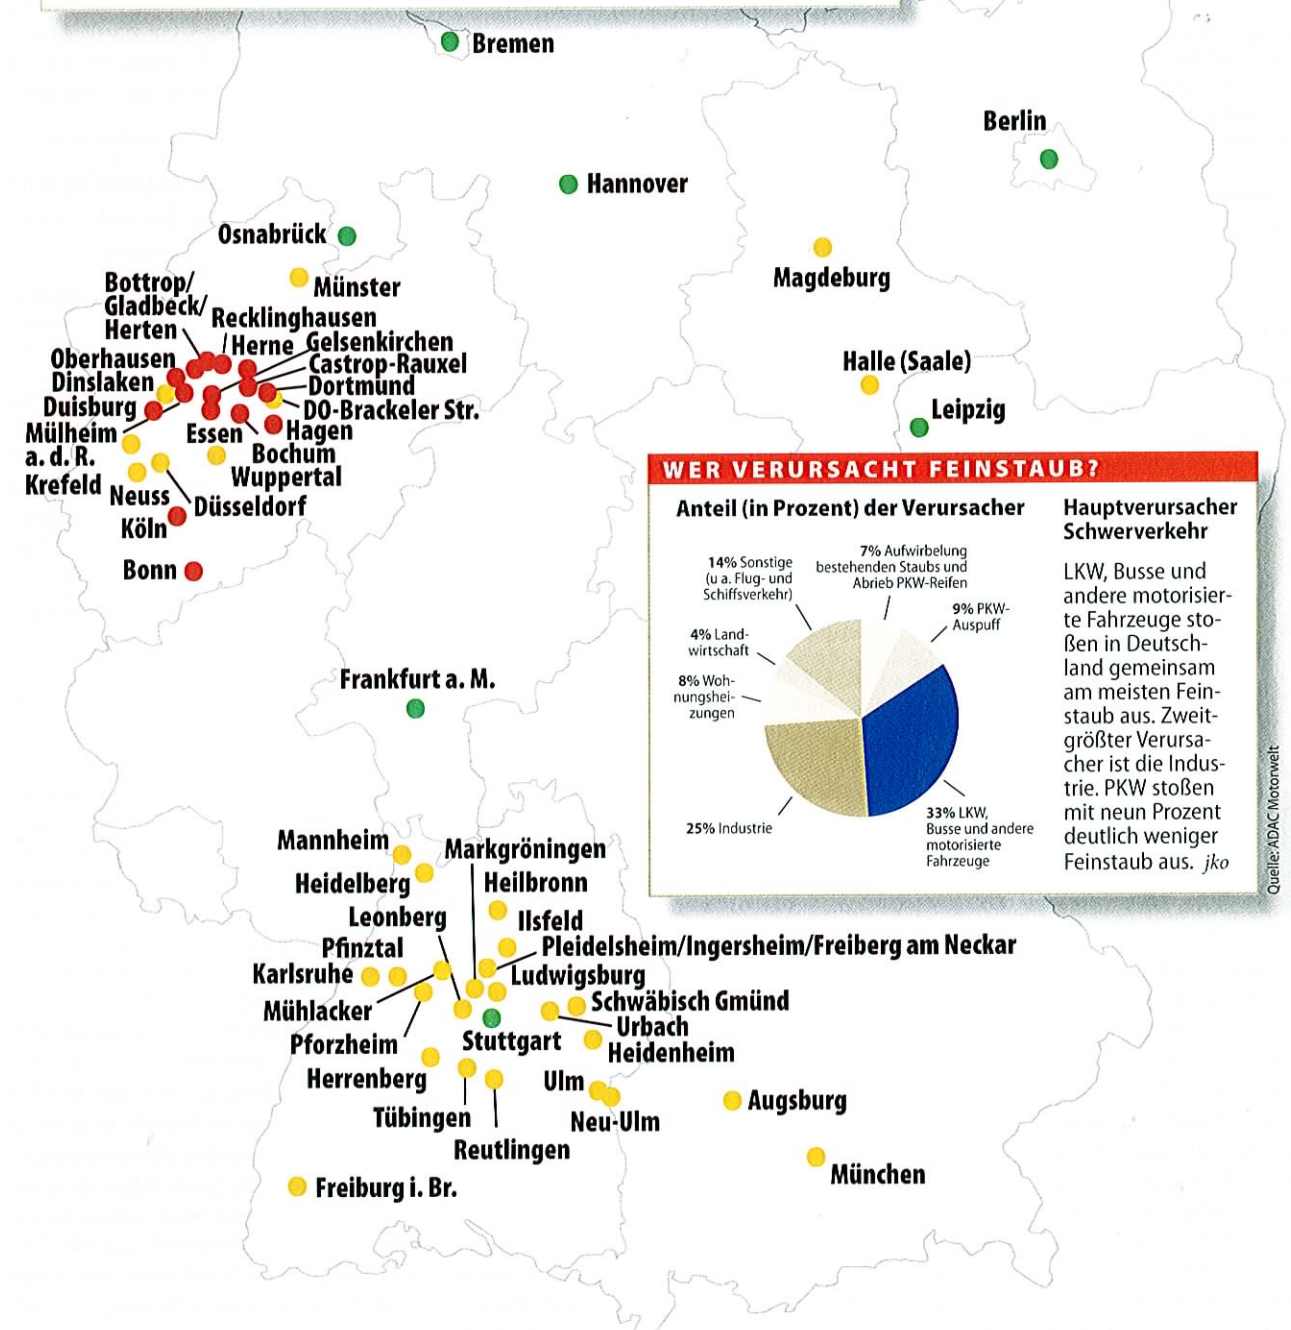 Bremen
Berlin
Hannover
Osnabrück
Magdeburg
Münster
Bottrop/
Gladbeck/
Herten
Recklinghausen
Herne
Gelsenkirchen
Oberhausen
Castrop-Rauxel
Dinslaken
Dortmund
Duisburg
DO-Brackeler Str.
Mülheim
a. d. R.
Essen
Hagen
Bochum
Krefeld
Wuppertal
Neuss
Düsseldorf
Köln
Bonn
Halle (Saale)
Leipzig
Frankfurt a. M.
WER VERURSACHT FEINSTAUB?
Anteil (in Prozent) der Verursacher
14% Sonstige
(u a. Flug- und
Schiffsverkehr)
7% Aufwirbelung
bestehenden Staubs und
Abrieb PKW-Reifen
9% PKW-
Auspuff
4% Land-
wirtschaft
8% Woh-
nungshei-
zungen
25% Industrie
33% LKW,
Busse und andere
motorisierte
Fahrzeuge
Hauptverursacher
Schwerverkehr
LKW, Busse und
andere motorisier-
te Fahrzeuge sto-
ßen in Deutsch-
land gemeinsam
am meisten Fein-
staub aus. Zweit-
größter Verursa-
cher ist die Indus-
trie. PKW stoßen
mit neun Prozent
deutlich weniger
Feinstaub aus. jko
Quelle: ADAC Motorwelt
Mannheim
Markgröningen
Heidelberg
Heilbronn
Leonberg
Ilsfeld
Pfinztal
Pleidelsheim/Ingersheim/Freiberg am Neckar
Karlsruhe
Ludwigsburg
Mühlacker
Schwäbisch Gmünd
Urbach
Pforzheim
Stuttgart
Heidenheim
Herrenberg
Ulm
Tübingen
Neu-Ulm
Augsburg
Reutlingen
München
Freiburg i. Br.